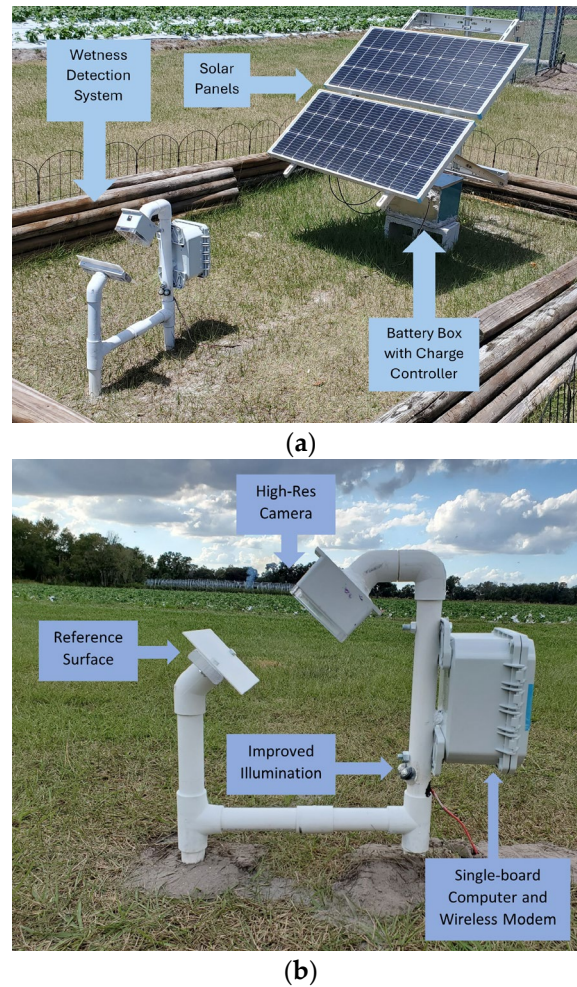 Wetness
Detection
System
Solar
Panels
Battery Box
with Charge
Controller
(a)
High-Res
Camera
Reference
Surface
Improved
Illumination
Single-board
Computer and
Wireless Modem
(b)